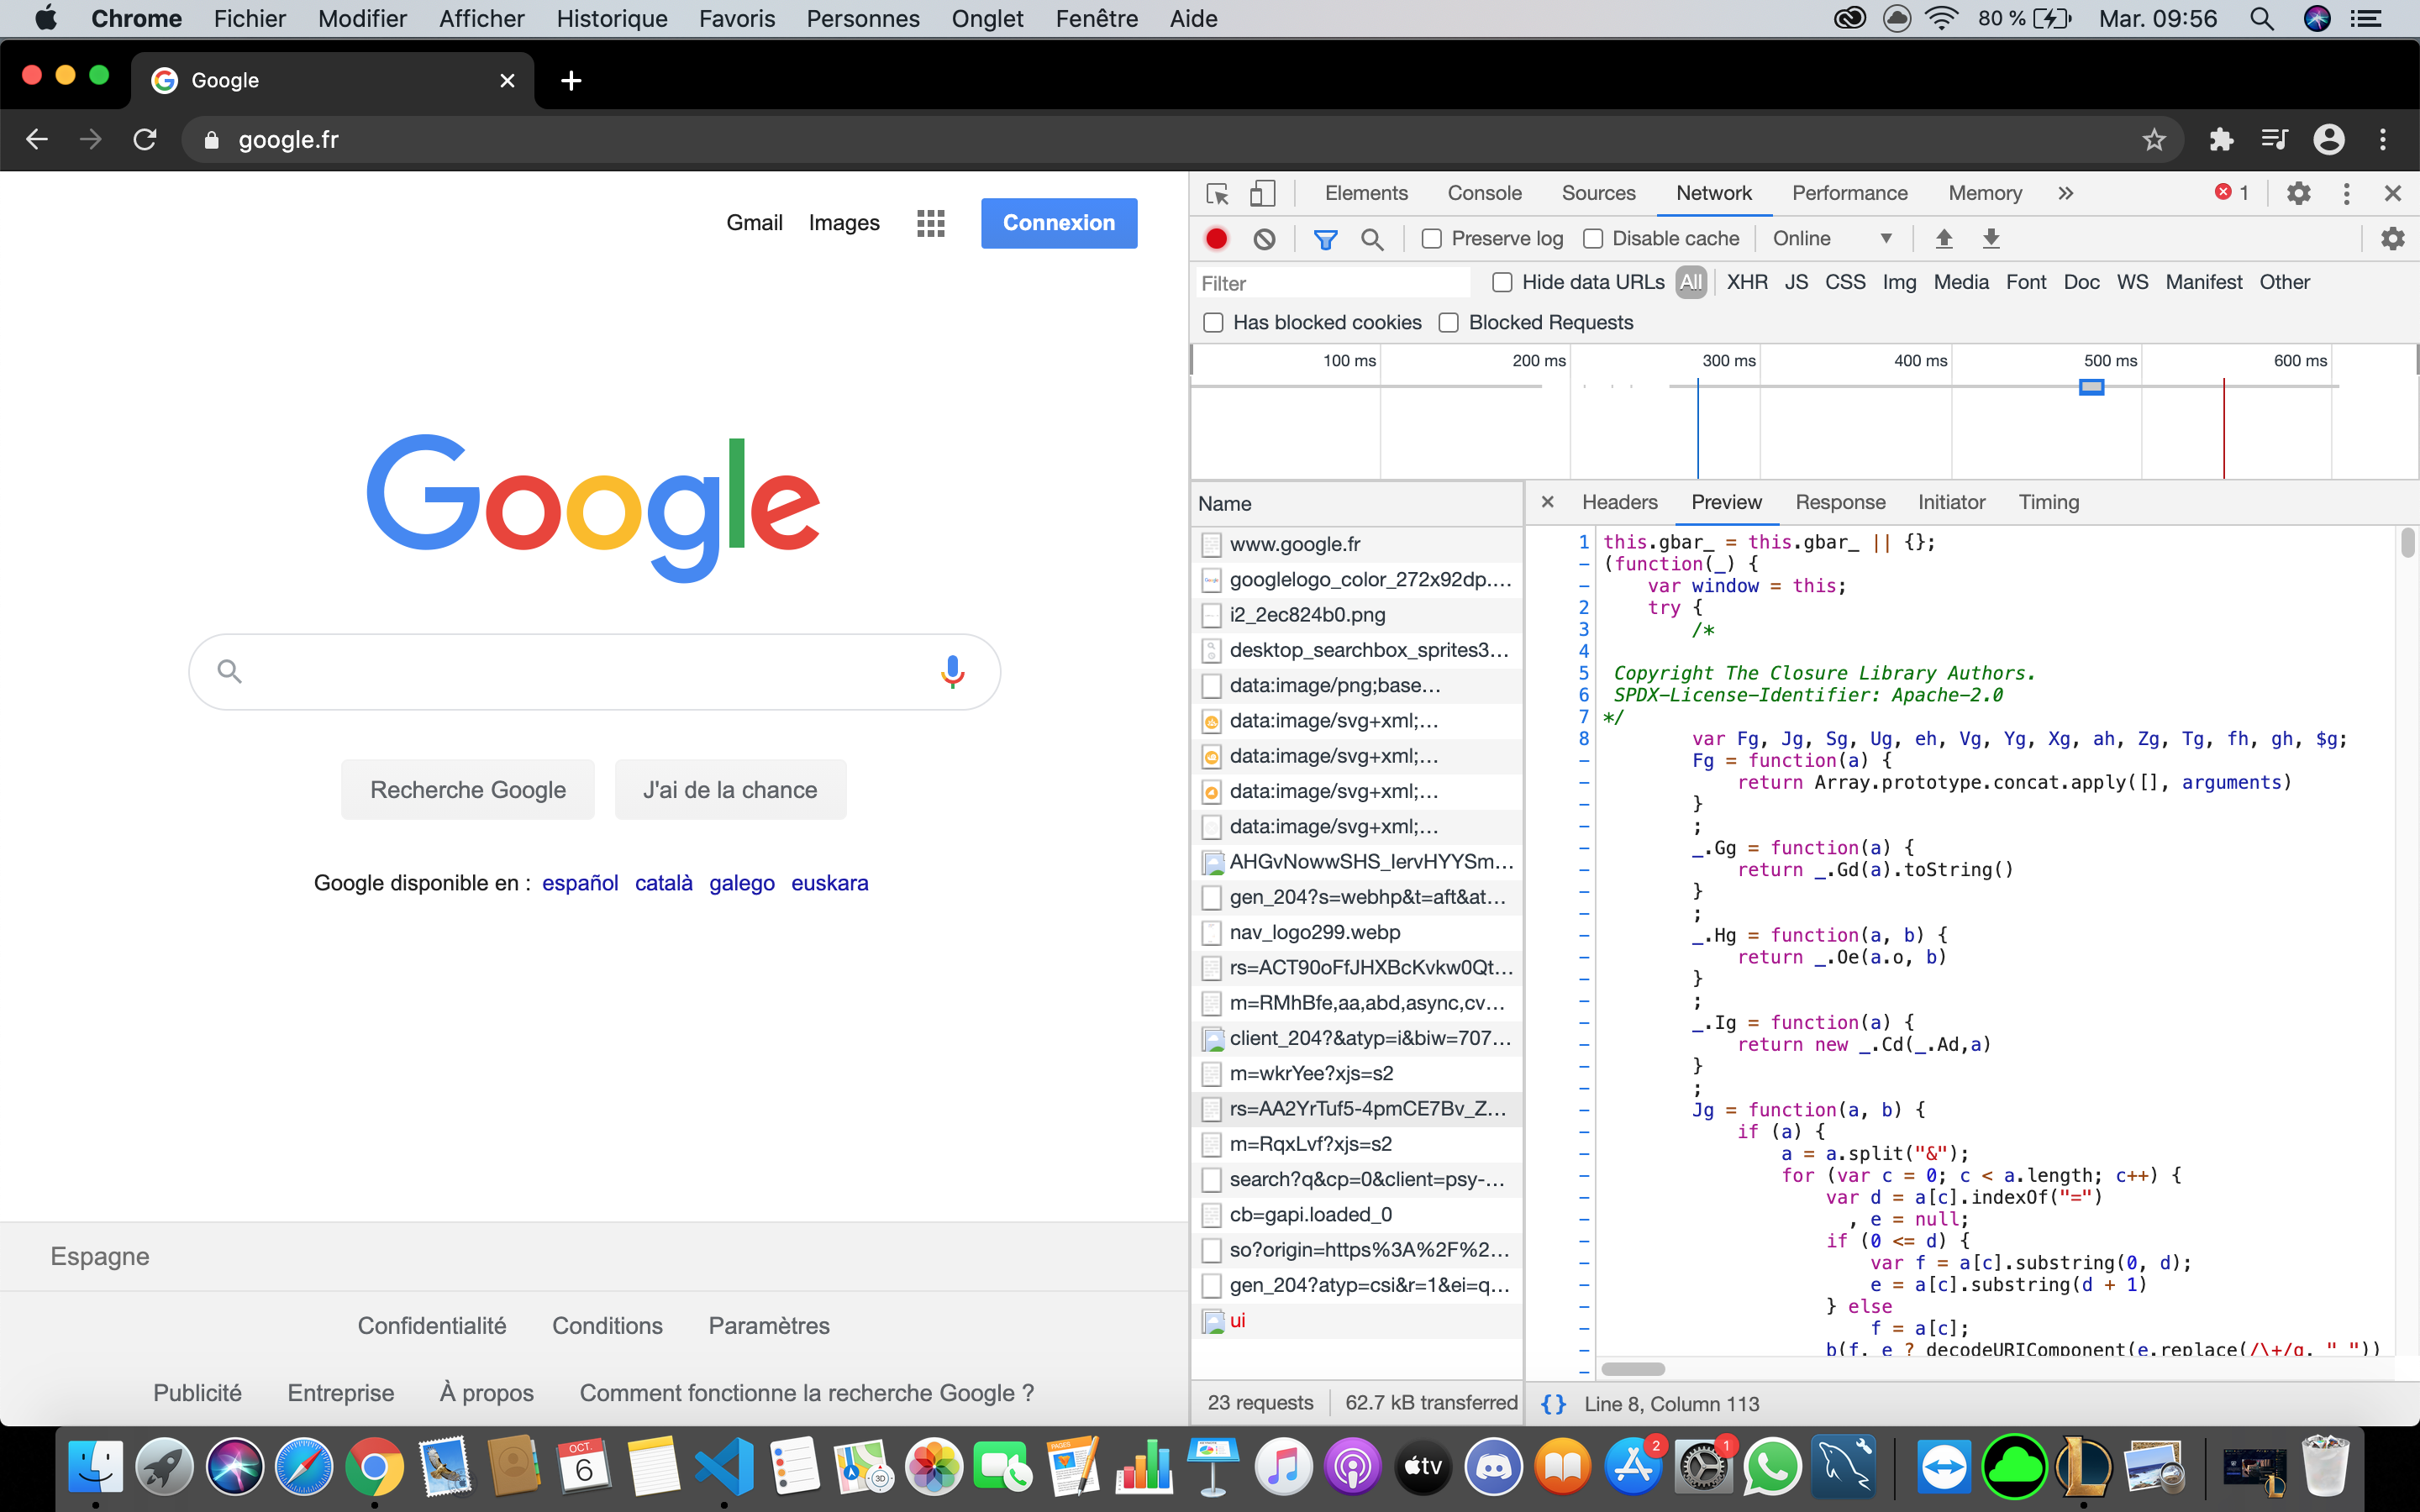 Chrome Fichier Modifier Afficher Historique Favoris Personnes Onglet Fenêtre Aide
80 % Mar. 09:56
Google
google.fr
Gmail Images Connexion
Google
Recherche Google J'ai de la chance
Google disponible en : español català galego euskara
Espagne
Confidentialité Conditions Paramètres
Publicité Entreprise À propos Comment fonctionne la recherche Google ?
Elements Console Sources Network Performance Memory 1
Preserve log Disable cache Online
Filter Hide data URLs All XHR JS CSS Img Media Font Doc WS Manifest Other
Has blocked cookies Blocked Requests
100 ms 200 ms 300 ms 400 ms 500 ms 600 ms
Name
www.google.fr
googlelogo_color_272x92dp....
i2_2ec824b0.png
desktop_searchbox_sprites3...
data:image/png;base...
data:image/svg+xml;...
data:image/svg+xml;...
data:image/svg+xml;...
data:image/svg+xml;...
AHGvNowwSHS_IervHYYSm...
gen_204?s=webhp&t=aft&at...
nav_logo299.webp
rs=ACT90oFfJHXBcKvkw0Qt...
m=RMhBfe,aa,abd,async,cv...
client_204?&atyp=i&biw=707...
m=wkrYee?xjs=s2
rs=AA2YrTuf5-4pmCE7Bv_Z...
m=RqxLvf?xjs=s2
search?q&cp=0&client=psy-...
cb=gapi.loaded_0
so?origin=https%3A%2F%2...
gen_204?atyp=csi&r=1&ei=q...
ui
23 requests 62.7 kB transferred
Headers Preview Response Initiator Timing
1 this.gbar_ = this.gbar_ || {};
- (function(_) {
- var window = this;
2 try {
3 /*
4
5 Copyright The Closure Library Authors.
6 SPDX-License-Identifier: Apache-2.0
7 */
8 var Fg, Jg, Sg, Ug, eh, Vg, Yg, Xg, ah, Zg, Tg, fh, gh, $g;
- Fg = function(a) {
- return Array.prototype.concat.apply([], arguments)
- }
- ;
- _.Gg = function(a) {
- return _.Gd(a).toString()
- }
- ;
- _.Hg = function(a, b) {
- return _.Oe(a.o, b)
- }
- ;
- _.Ig = function(a) {
- return new _.Cd(_.Ad,a)
- }
- ;
- Jg = function(a, b) {
- if (a) {
- a = a.split("&");
- for (var c = 0; c < a.length; c++) {
- var d = a[c].indexOf("=")
- , e = null;
- if (0 <= d) {
- var f = a[c].substring(0, d);
- e = a[c].substring(d + 1)
- } else
- f = a[c];
- b(f, e ? decodeURIComponent(e.replace(/\+/g, " "))
-
{} Line 8, Column 113
OCT.
6
PAGES
3D
tv
2
1